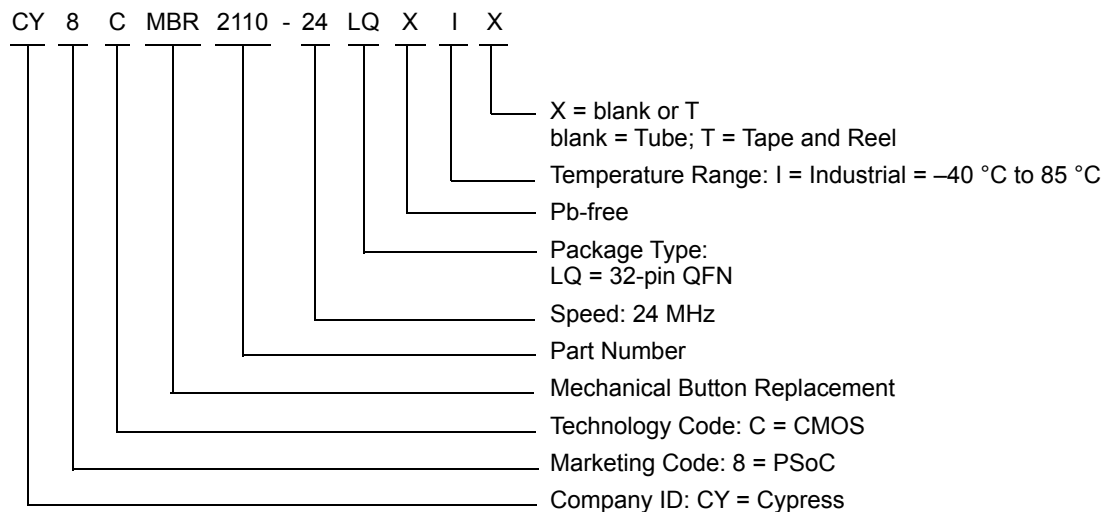 CY 8 C MBR 2110 - 24 LQ X I X
X = blank or T
blank = Tube; T = Tape and Reel
Temperature Range: I = Industrial = –40 °C to 85 °C
Pb-free
Package Type:
LQ = 32-pin QFN
Speed: 24 MHz
Part Number
Mechanical Button Replacement
Technology Code: C = CMOS
Marketing Code: 8 = PSoC
Company ID: CY = Cypress